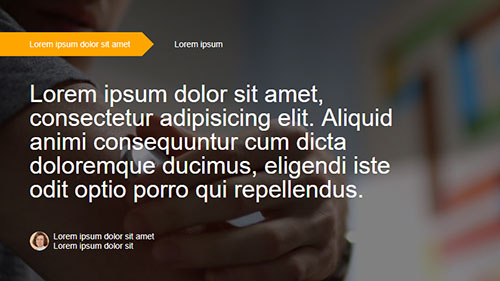 Lorem ipsum dolor sit amet
Lorem ipsum
Lorem ipsum dolor sit amet,
consectetur adipisicing elit. Aliquid
animi consequuntur cum dicta
doloremque ducimus, eligendi iste
odit optio porro qui repellendus.
Lorem ipsum dolor sit amet
Lorem ipsum dolor sit